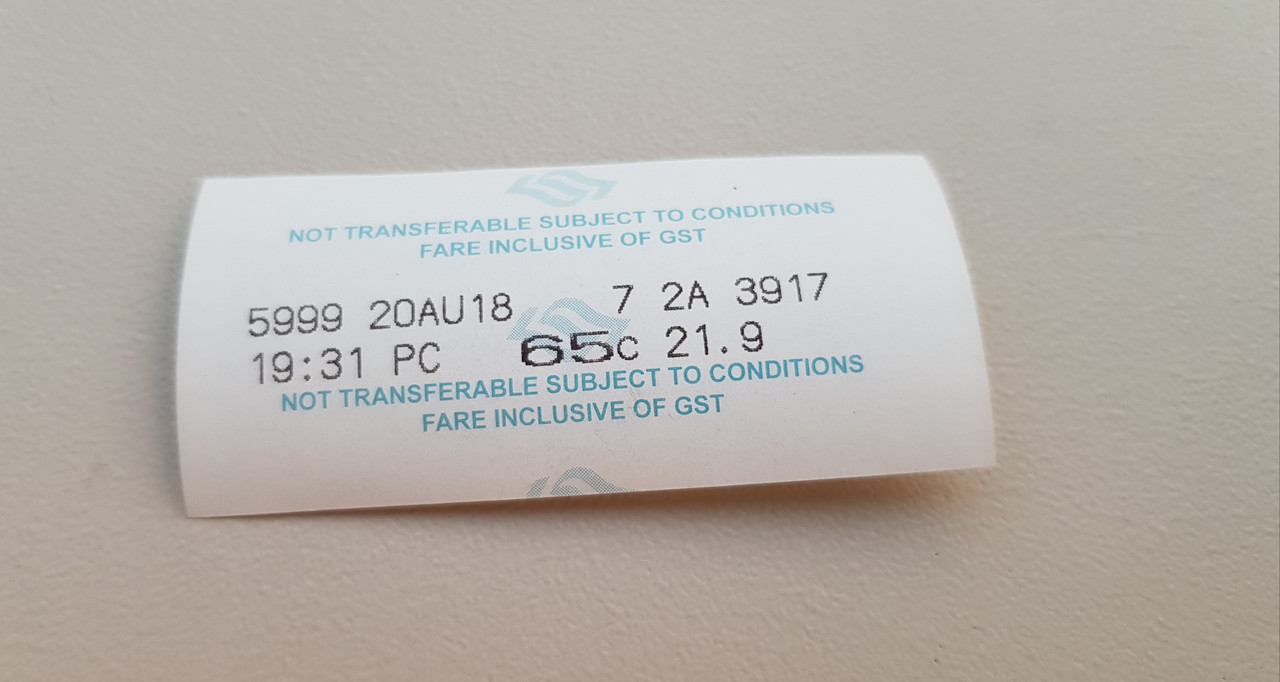 NOT TRANSFERABLE SUBJECT TO CONDITIONS
FARE INCLUSIVE OF GST
5999 20AU18 7 2A 3917
19:31 PC 65c 21.9
NOT TRANSFERABLE SUBJECT TO CONDITIONS
FARE INCLUSIVE OF GST